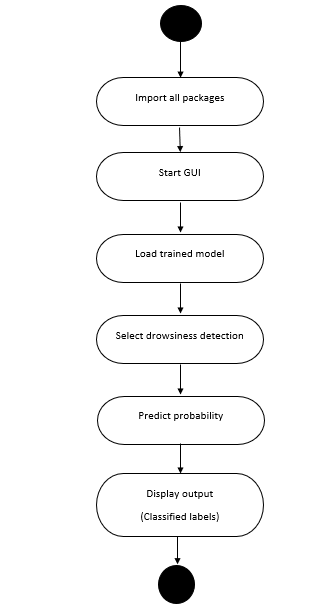 Import all packages
Start GUI
Load trained model
Select drowsiness detection
Predict probability
Display output
(Classified labels)